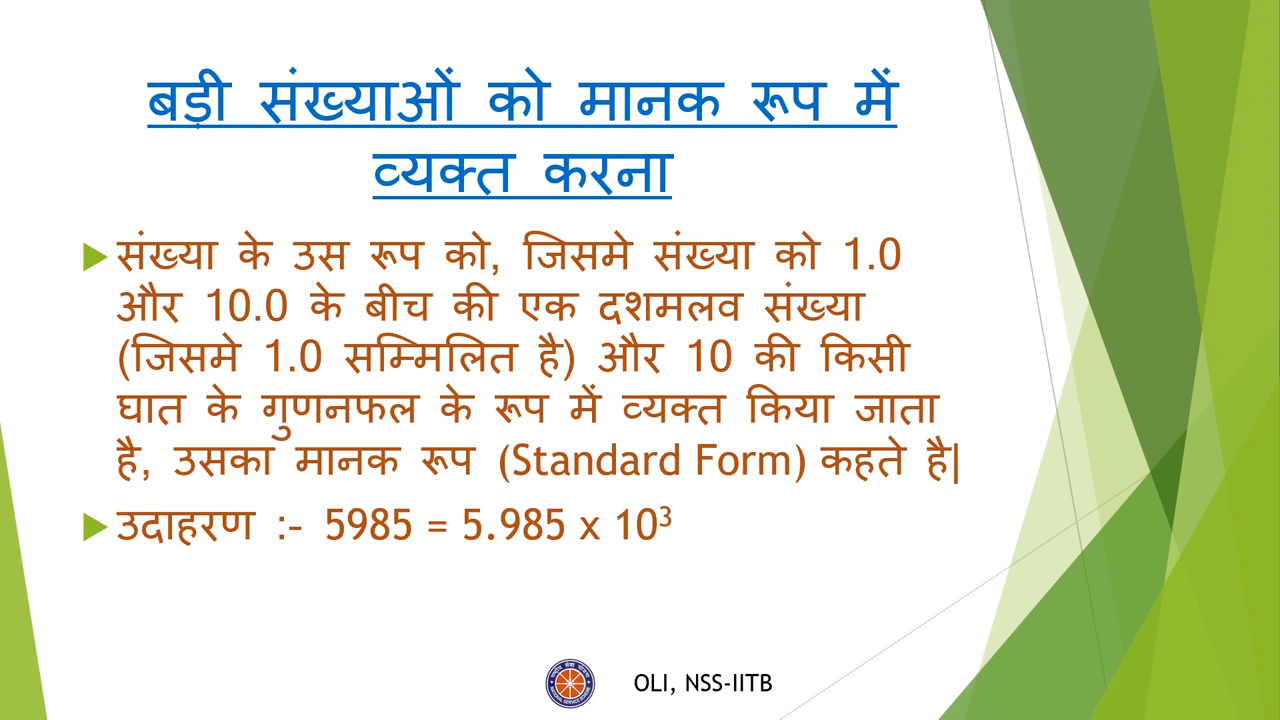 बड़ी संख्याओं को मानक रूप में
व्यक्त करना
संख्या के उस रूप को, जिसमे संख्या को 1.0
और 10.0 के बीच की एक दशमलव संख्या
(जिसमे 1.0 सम्मिलित है) और 10 की किसी
घात के गुणनफल के रूप में व्यक्त किया जाता
है, उसका मानक रूप (Standard Form) कहते है|
उदाहरण :- 5985 = 5.985 x 10³
OLI, NSS-IITB